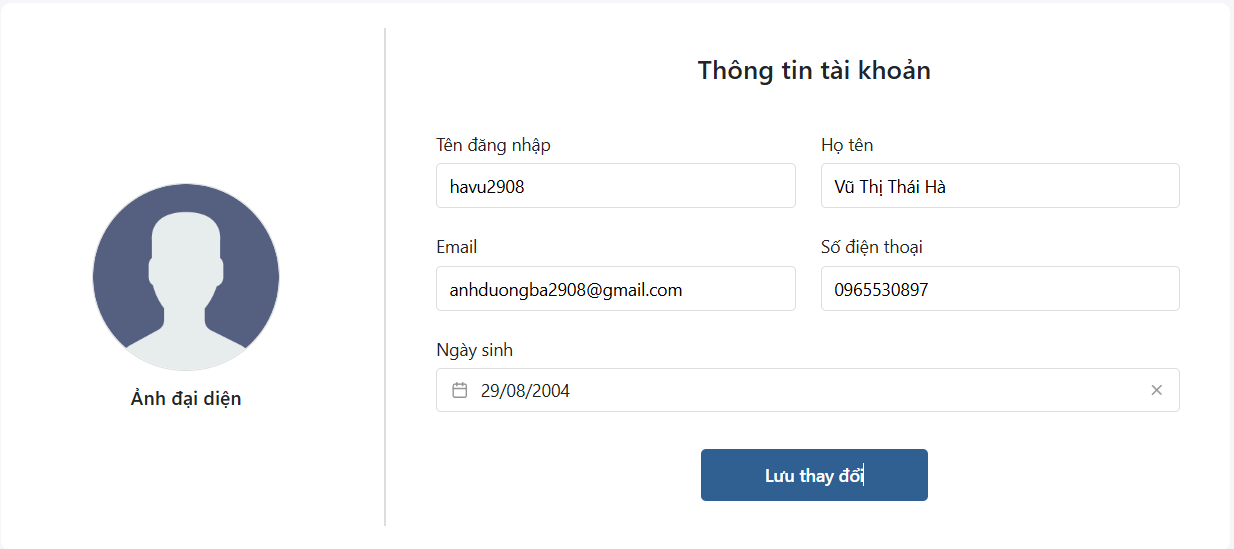 Thông tin tài khoản
Tên đăng nhập
Họ tên
havu2908
Vũ Thị Thái Hà
Email
Số điện thoại
anhduongba2908@gmail.com
0965530897
Ngày sinh
29/08/2004
Ảnh đại diện
Lưu thay đổi